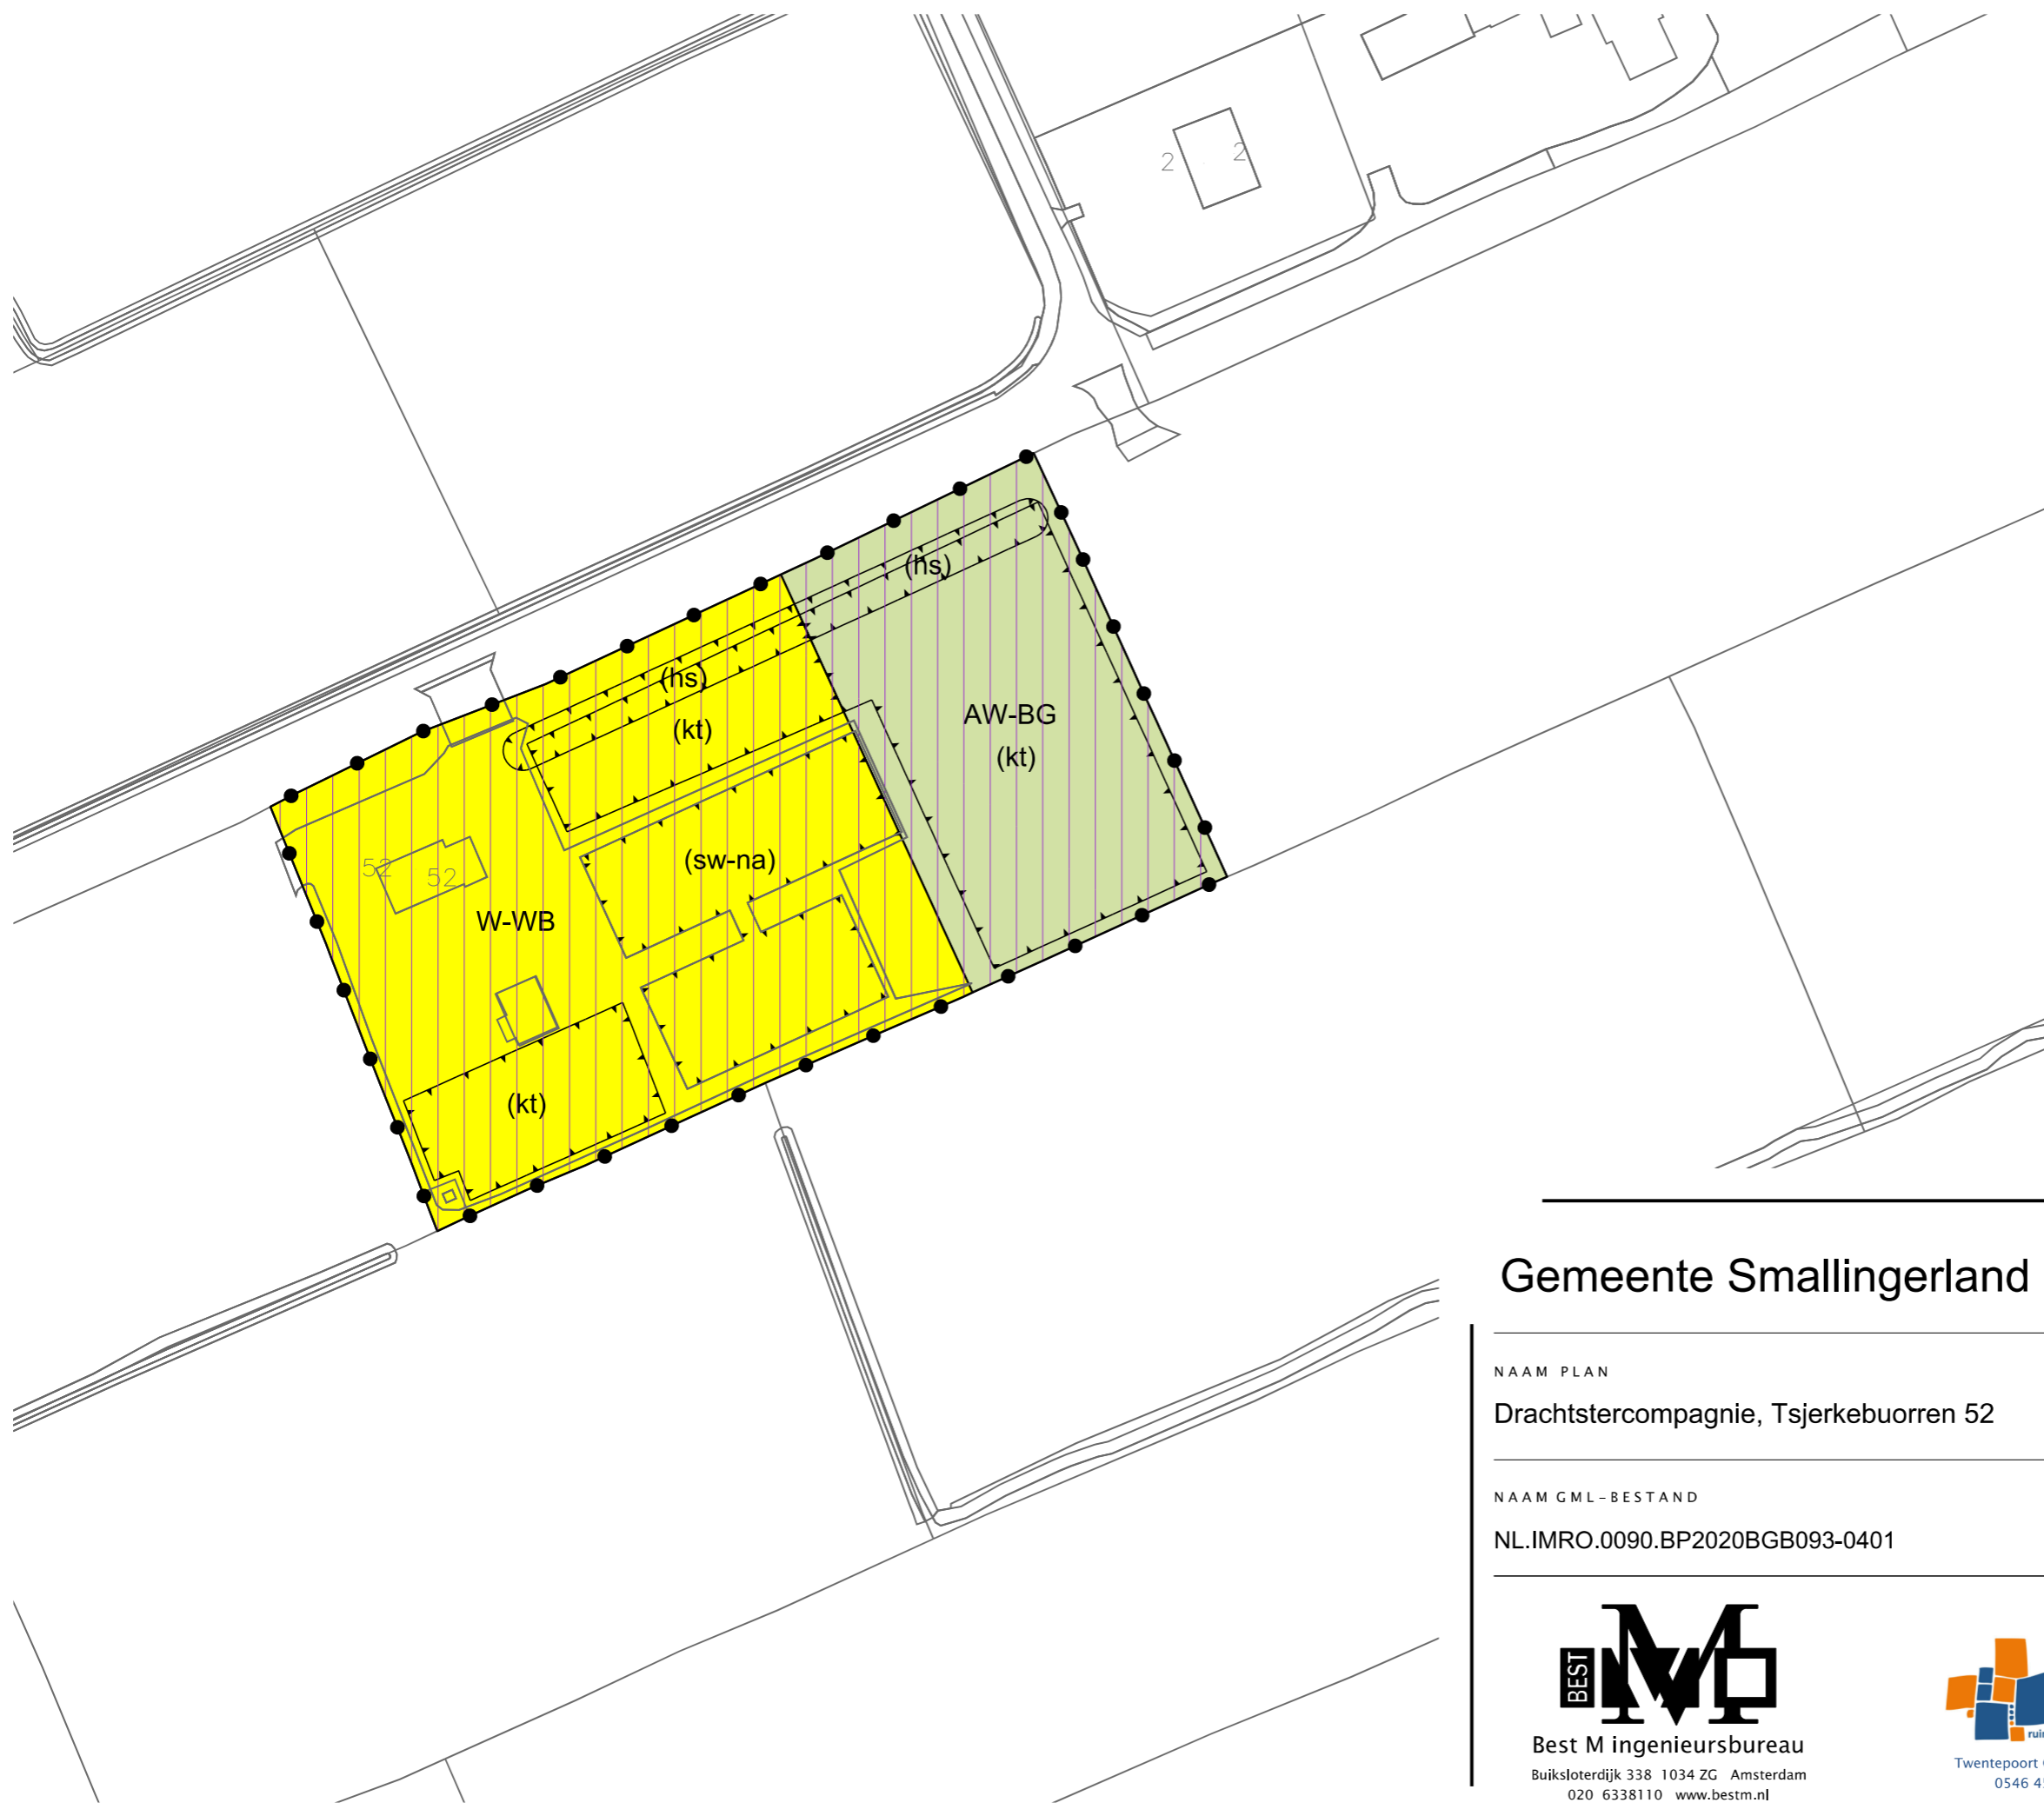 2 2
(hs)
(hs)
AW-BG
(kt)
(kt)
(sw-na)
52 52
W-WB
(kt)
Gemeente Smallingerland
NAAM PLAN
Drachtstercompagnie, Tsjerkebuorren 52
NAAM GML-BESTAND
NL.IMRO.0090.BP2020BGB093-0401
BEST
Best M ingenieursbureau
Buiksloterdijk 338 1034 ZG Amsterdam
020 6338110 www.bestm.nl
Twentepoort
0546